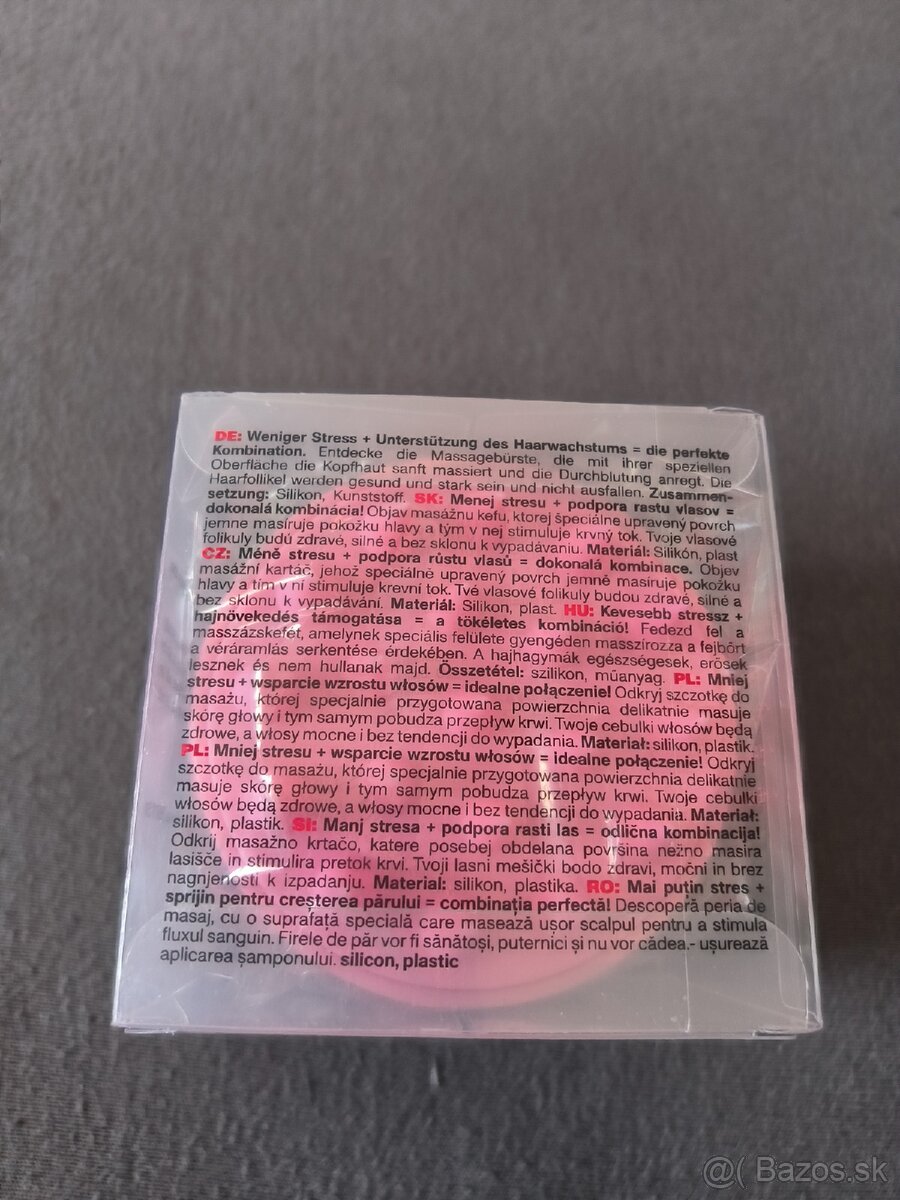 DE: Weniger Stress + Unterstützung des Haarwachstums = die perfekte
Kombination. Entdecke die Massagebürste, die mit ihrer speziellen
Oberfläche die Kopfhaut sanft massiert und die Durchblutung anregt. Die
Haarfollikel werden gesund und stark sein und nicht ausfallen. Zusammen-
setzung: Silikon, Kunststoff. SK: Menej stresu + podpora rastu vlasov =
dokonalá kombinácia! Objav masážnu kefu, ktorej špeciálne upravený povrch
jemne masíruje pokožku hlavy a tým v nej stimuluje krvný tok. Tvoje vlasové
folikuly budú zdravé, silné a bez sklonu k vypadávaniu. Materiál: Silikón, plast
CZ: Méně stresu + podpora růstu vlasů = dokonalá kombinace. Objev
masážní kartáč, jehož speciálně upravený povrch jemně masíruje pokožku
hlavy a tím v ní stimuluje krevní tok. Tvé vlasové folikuly budou zdravé, silné a
bez sklonu k vypadávání. Materiál: Silikon, plast. HU: Kevesebb stressz +
hajnövekedés támogatása = a tökéletes kombináció! Fedezd fel a
masszázskefét, amelynek speciális felülete gyengéden masszírozza a fejbőrt
a véráramlás serkentése érdekében. A hajhagymák egészségesek, erősek
lesznek és nem hullanak majd. Összetétel: szilikon, műanyag. PL: Mniej
stresu + wsparcie wzrostu włosów = idealne połączenie! Odkryj szczotkę do
masażu, której specjalnie przygotowana powierzchnia delikatnie masuje
skórę głowy i tym samym pobudza przepływ krwi. Twoje cebulki włosów będą
zdrowe, a włosy mocne i bez tendencji do wypadania. Materiał: silikon, plastik.
PL: Mniej stresu + wsparcie wzrostu włosów = idealne połączenie! Odkryj
szczotkę do masażu, której specjalnie przygotowana powierzchnia delikatnie
masuje skórę głowy i tym samym pobudza przepływ krwi. Twoje cebulki
włosów będą zdrowe, a włosy mocne i bez tendencji do wypadania. Materiał:
silikon, plastik. SI: Manj stresa + podpora rasti las = odlična kombinacija!
Odkrij masažno krtačo, katere posebej obdelana površina nežno masira
lasišče in stimulira pretok krvi. Tvoji lasni mešički bodo zdravi, močni in brez
nagnjenosti k izpadanju. Material: silikon, plastika. RO: Mai puțin stres +
sprijin pentru creșterea părului = combinația perfectă! Descoperă peria de
masaj, cu o suprafață specială care masează ușor scalpul pentru a stimula
fluxul sanguin. Firele de păr vor fi sănătoși, puternici și nu vor cădea.- ușurează
aplicarea șamponului. silicon, plastic
@( Bazos.sk